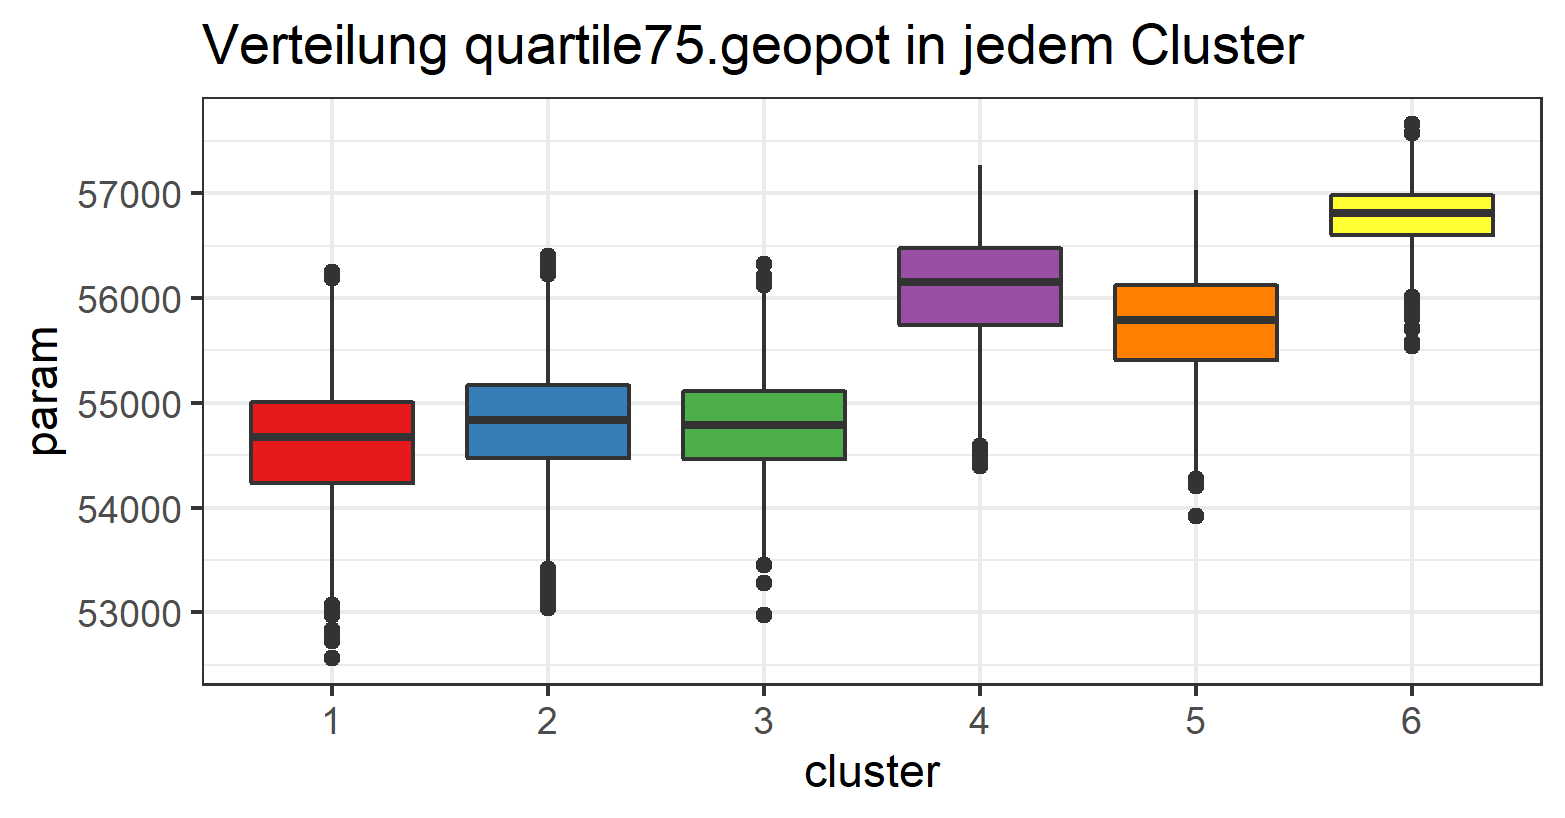 Verteilung quartile75.geopot in jedem Cluster
57000
56000
55000
54000
53000
param
1 2 3 4 5 6
cluster